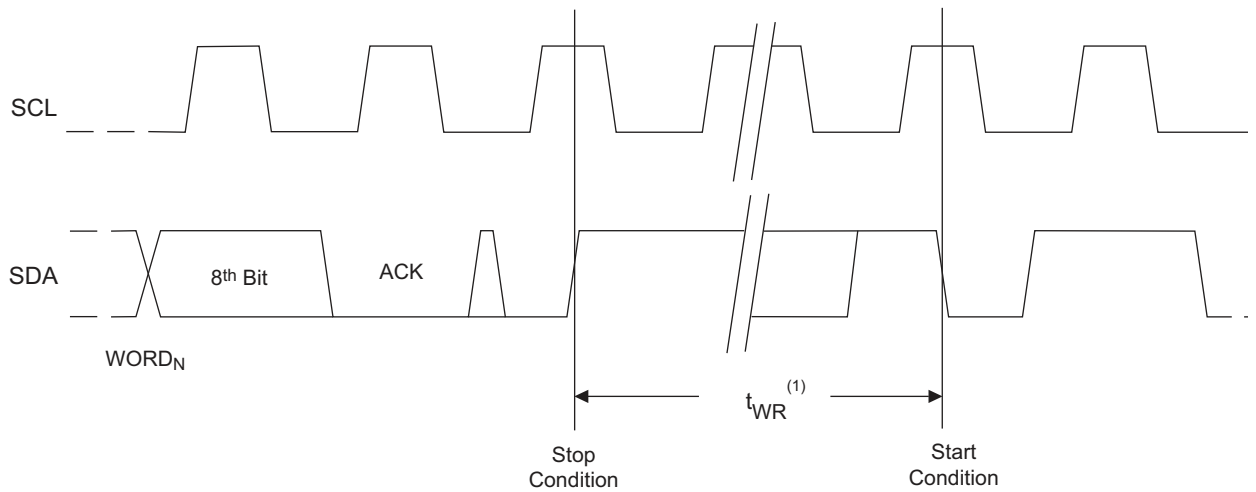 SCL
SDA
8th Bit
ACK
WORDN
tWR(1)
Stop
Condition
Start
Condition